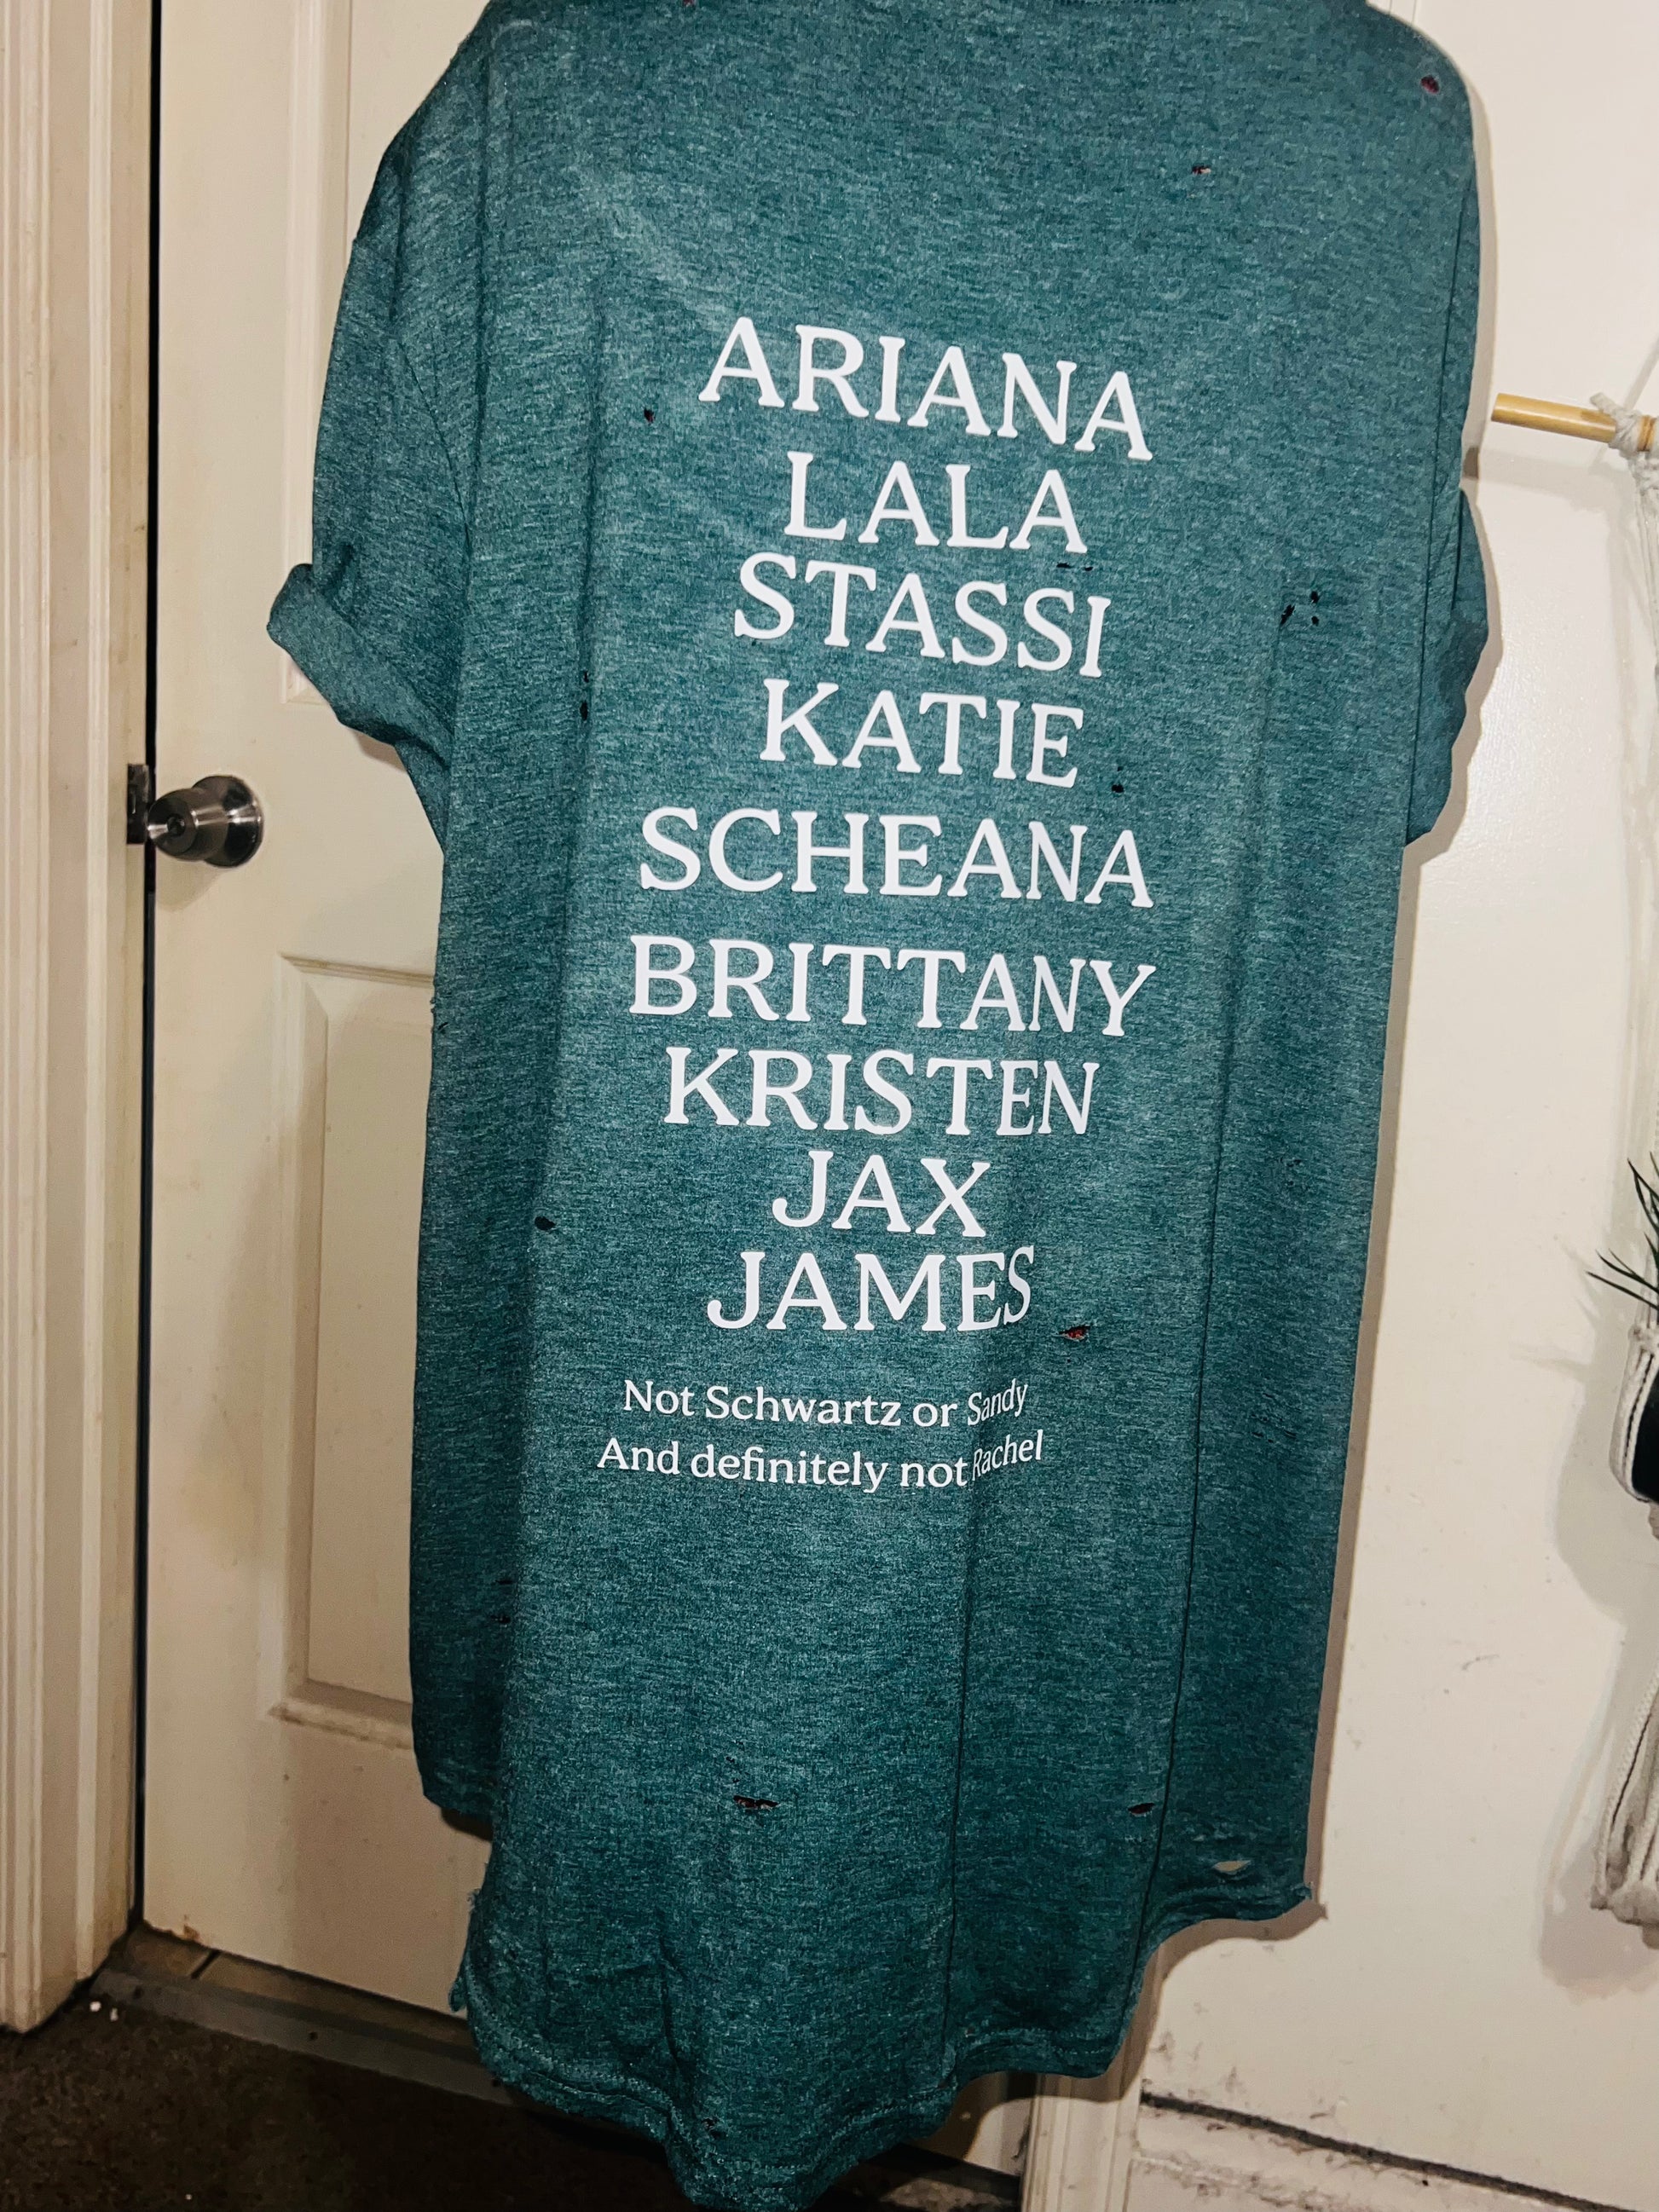 ARIANA
LALA
STASSI
KATIE
SCHEANA
BRITTANY
KRISTEN
JAX
JAMES
Not Schwartz or Sandy
And definitely not Rachel